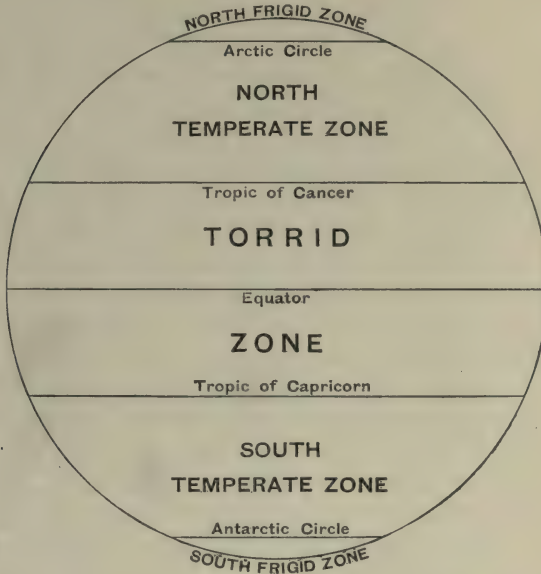 NORTH FRIGID ZONE
Arctic Circle
NORTH
TEMPERATE ZONE
Tropic of Cancer
TORRID
Equator
ZONE
Tropic of Capricorn
SOUTH
TEMPERATE ZONE
Antarctic Circle
SOUTH FRIGID ZONE